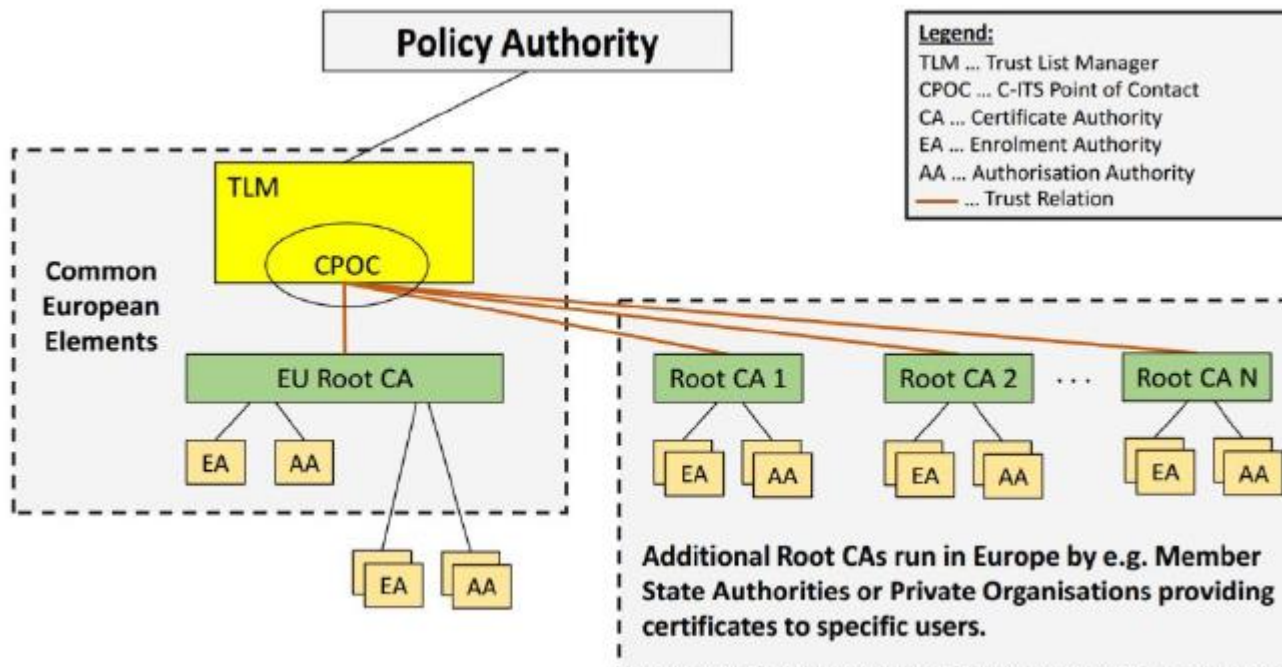 Policy Authority
Legend:
TLM ... Trust List Manager
CPOC ... C-ITS Point of Contact
CA ... Certificate Authority
EA ... Enrolment Authority
AA ... Authorisation Authority
... Trust Relation
TLM
CPOC
Common
European
Elements
EU Root CA
Root CA 1
Root CA 2
...
Root CA N
EA
AA
EA
AA
EA
AA
EA
AA
EA
AA
Additional Root CAs run in Europe by e.g. Member
State Authorities or Private Organisations providing
certificates to specific users.